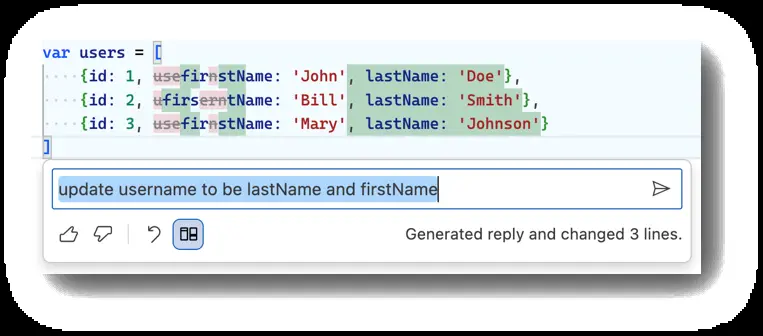 var users = [
····{id: 1, usefirnstName: 'John', lastName: 'Doe'},
····{id: 2, ufirserntName: 'Bill', lastName: 'Smith'},
····{id: 3, usefirnstName: 'Mary', lastName: 'Johnson'}
]
update username to be lastName and firstName
Generated reply and changed 3 lines.